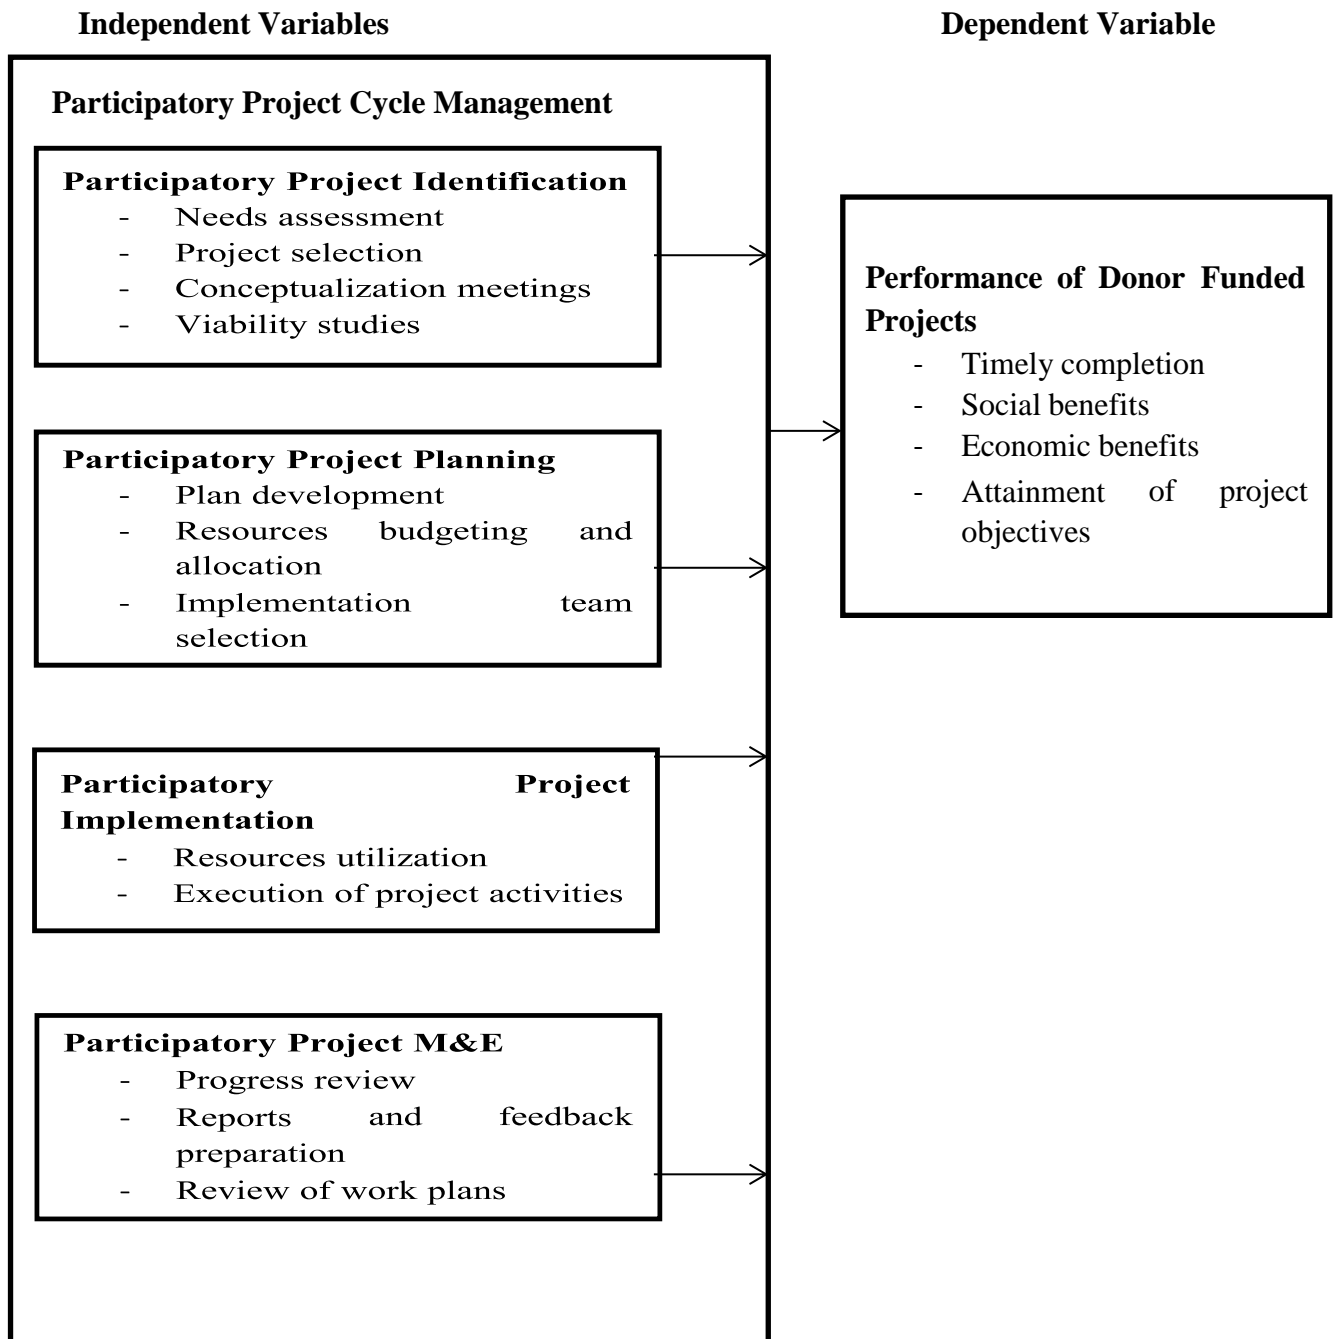 Independent Variables
Dependent Variable
Participatory Project Cycle Management
Participatory Project Identification
- Needs assessment
- Project selection
- Conceptualization meetings
- Viability studies
Participatory Project Planning
- Plan development
- Resources budgeting and
allocation
- Implementation team
selection
Participatory Project
Implementation
- Resources utilization
- Execution of project activities
Participatory Project M&E
- Progress review
- Reports and feedback
preparation
- Review of work plans
Performance of Donor Funded
Projects
- Timely completion
- Social benefits
- Economic benefits
- Attainment of project
objectives